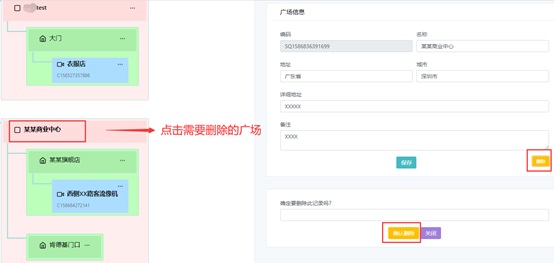 test
大门
衣服店
某某商业中心
点击需要删除的广场
某某旗舰店
西侧XX路客流像机
肯德基门口
广场信息
编码 名称
SQ1586836391699 某某商业中心
地址 城市
广东省 深圳市
详细地址
XXXXX
备注
XXXX
保存 删除
确定要删除此记录吗?
确认删除 关闭